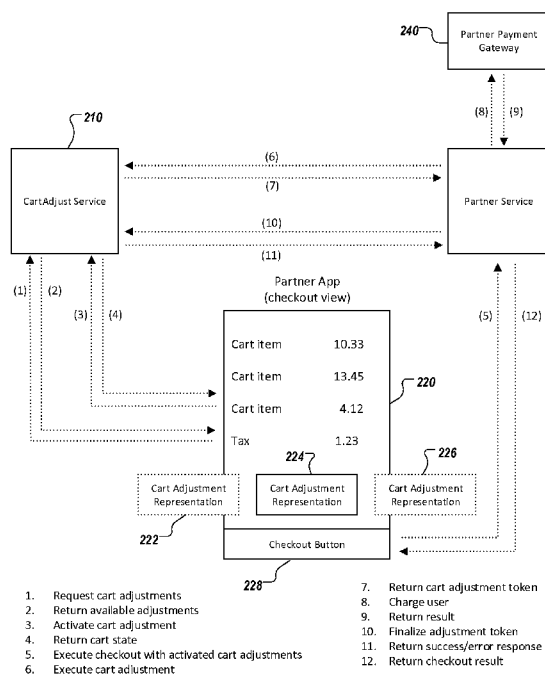 240
Partner Payment
Gateway
(8)
(9)
210
CartAdjust Service
(6)
(7)
(10)
(11)
Partner Service
(1)
(2)
(3)
(4)
(5)
(12)
Partner App
(checkout view)
Cart item 10.33
Cart item 13.45
Cart item 4.12
Tax 1.23
220
224
226
Cart Adjustment
Representation
Cart Adjustment
Representation
Cart Adjustment
Representation
222
Checkout Button
228
1. Request cart adjustments
2. Return available adjustments
3. Activate cart adjustment
4. Return cart state
5. Execute checkout with activated cart adjustments
6. Execute cart adjustment
7. Return cart adjustment token
8. Charge user
9. Return result
10. Finalize adjustment token
11. Return success/error response
12. Return checkout result